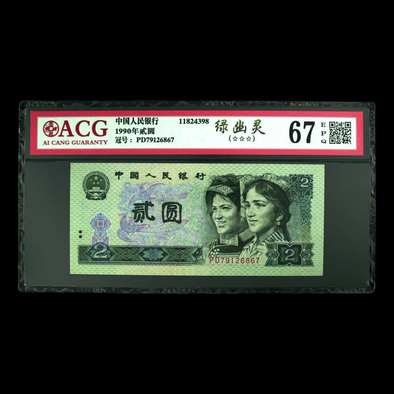 ACG
AI CANG GUARANTY
中国人民银行 11824398
1990年贰圆
冠号: PD79126867
绿幽灵
(☆☆☆)
67 EPQ
中国人民银行
贰圆
2
PD79126867
2
2